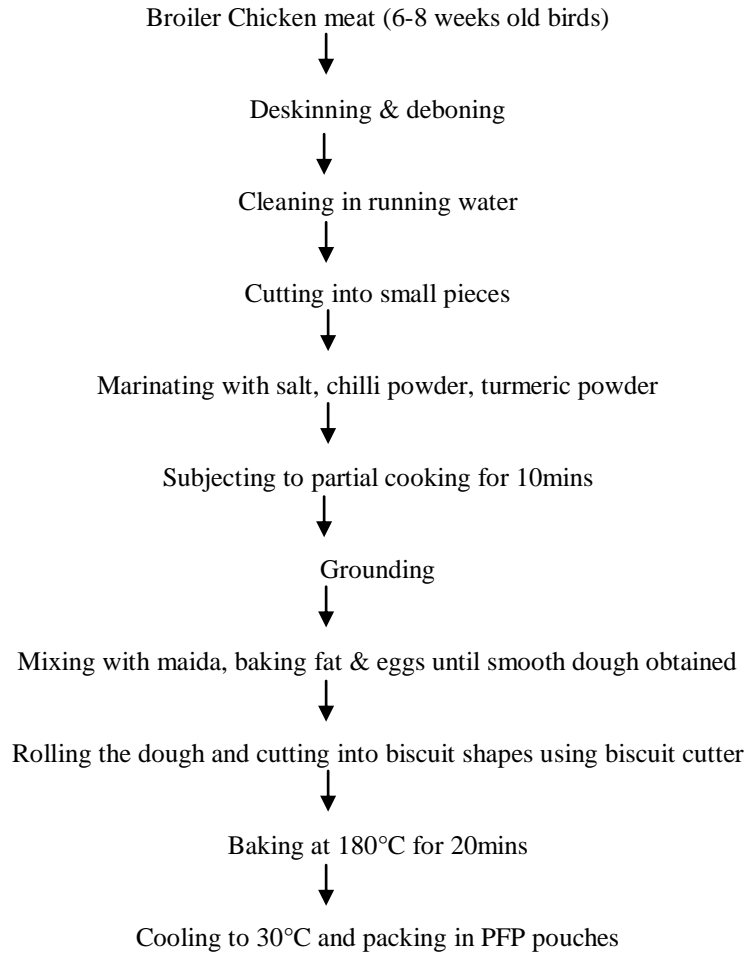 Broiler Chicken meat (6-8 weeks old birds)
Deskinning & deboning
Cleaning in running water
Cutting into small pieces
Marinating with salt, chilli powder, turmeric powder
Subjecting to partial cooking for 10mins
Grounding
Mixing with maida, baking fat & eggs until smooth dough obtained
Rolling the dough and cutting into biscuit shapes using biscuit cutter
Baking at 180°C for 20mins
Cooling to 30°C and packing in PFP pouches